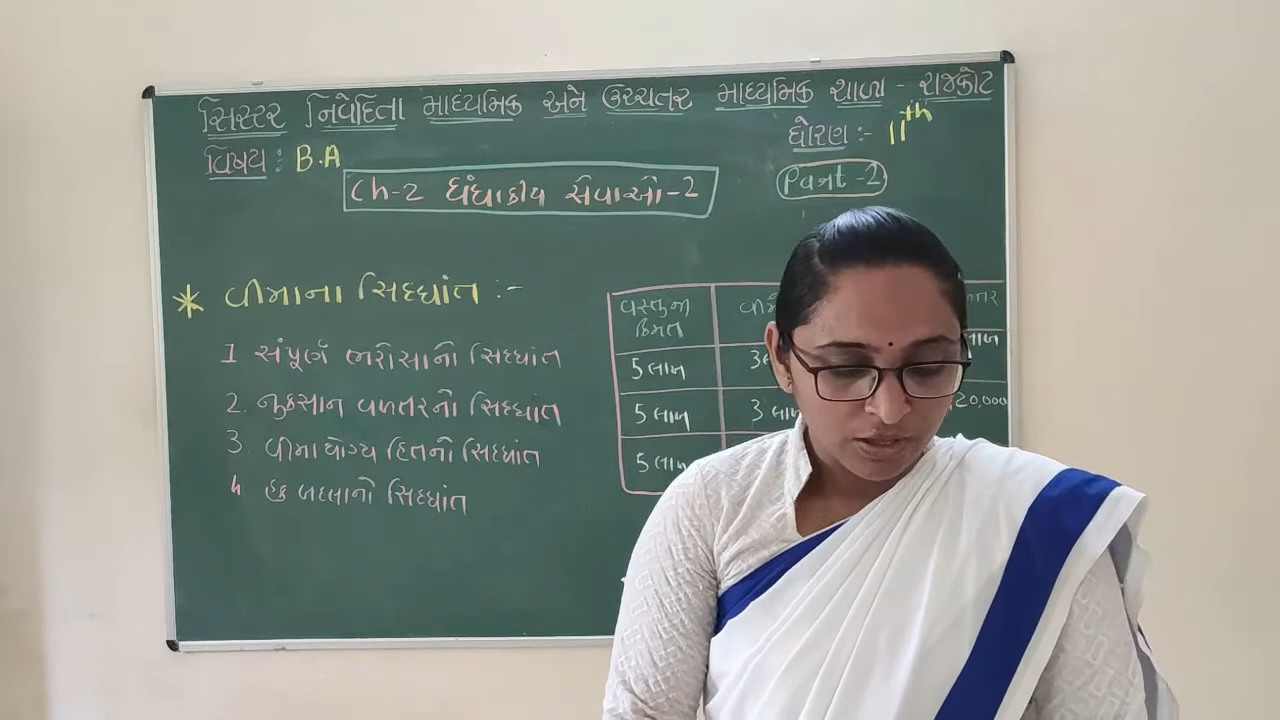 સિસ્ટર નિવેદિતા માધ્યમિક અને ઉચ્ચતર માધ્યમિક શાળા - રાજકોટ
ધોરણ :- 11th
વિષય : B.A
Ch-2 ધંધાકીય સેવાઓ-2
Part-2
* વીમાના સિધ્ધાંત :-
1 સંપૂર્ણ ભરોસાનો સિધ્ધાંત
2. નુકસાન વળતરનો સિધ્ધાંત
3 વીમા યોગ્ય હિતનો સિધ્ધાંત
4 હક બદલાનો સિધ્ધાંત
વસ્તુની
કિંમત
5 લાખ
5 લાખ 3 લાખ 20,000
5 લાખ